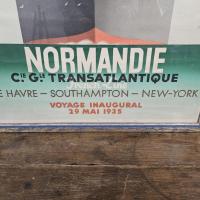 NORMANDIE
Cᴵᴱ. Gᴸᴱ TRANSATLANTIQUE
LE HAVRE – SOUTHAMPTON – NEW-YORK
VOYAGE INAUGURAL
29 MAI 1935